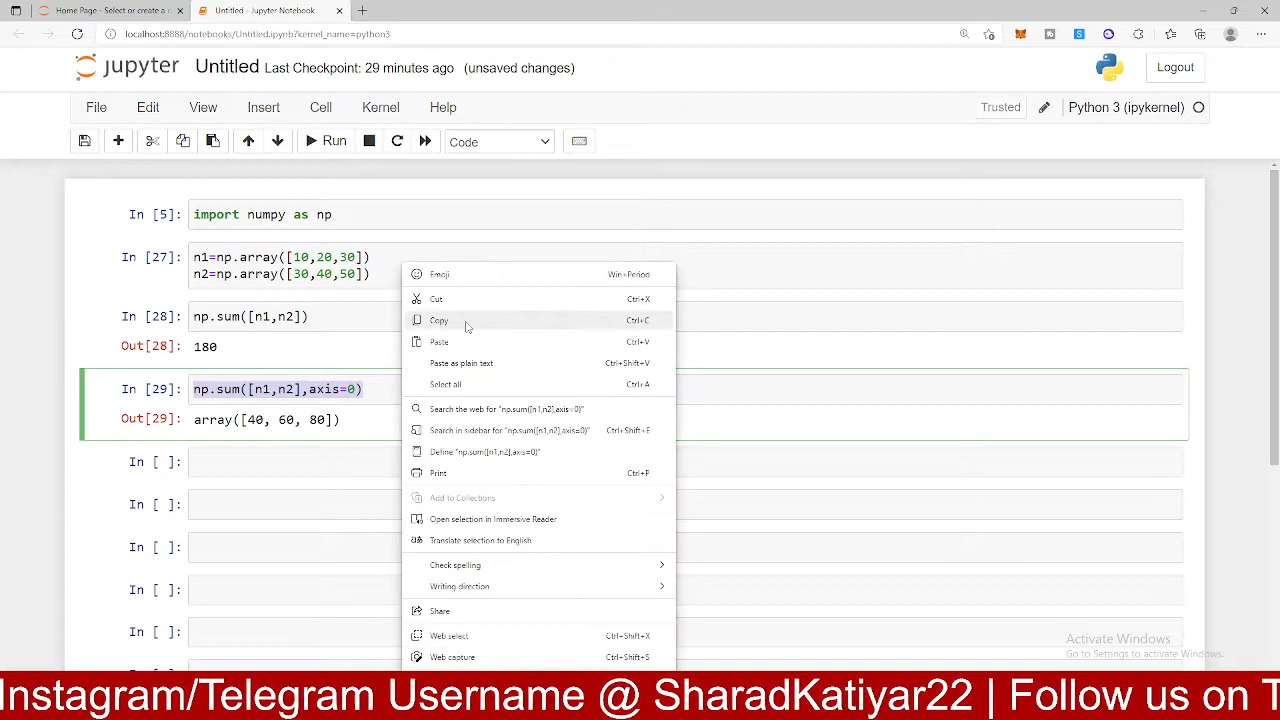 Home Page - Select or create a n
Untitled - Jupyter Notebook
localhost:8888/notebooks/Untitled.ipynb?kernel_name=python3
jupyter Untitled Last Checkpoint: 29 minutes ago (unsaved changes)
Logout
File Edit View Insert Cell Kernel Help
Trusted
Python 3 (ipykernel)
Run
Code
In [5]: import numpy as np
In [27]: n1=np.array([10,20,30])
n2=np.array([30,40,50])
In [28]: np.sum([n1,n2])
Out[28]: 180
In [29]: np.sum([n1,n2],axis=0)
Out[29]: array([40, 60, 80])
In [ ]:
In [ ]:
In [ ]:
In [ ]:
In [ ]:
Emoji Win+Period
Cut Ctrl+X
Copy Ctrl+C
Paste Ctrl+V
Paste as plain text Ctrl+Shift+V
Select all Ctrl+A
Search the web for "np.sum([n1,n2],axis=0)"
Search in sidebar for "np.sum([n1,n2],axis=0)" Ctrl+Shift+E
Define "np.sum([n1,n2],axis=0)"
Print Ctrl+P
Add to Collections
Open selection in Immersive Reader
Translate selection to English
Check spelling
Writing direction
Share
Web select Ctrl+Shift+X
Web capture Ctrl+Shift+S
Activate Windows
Go to Settings to activate Windows.
Instagram/Telegram Username @ SharadKatiyar22 | Follow us on T